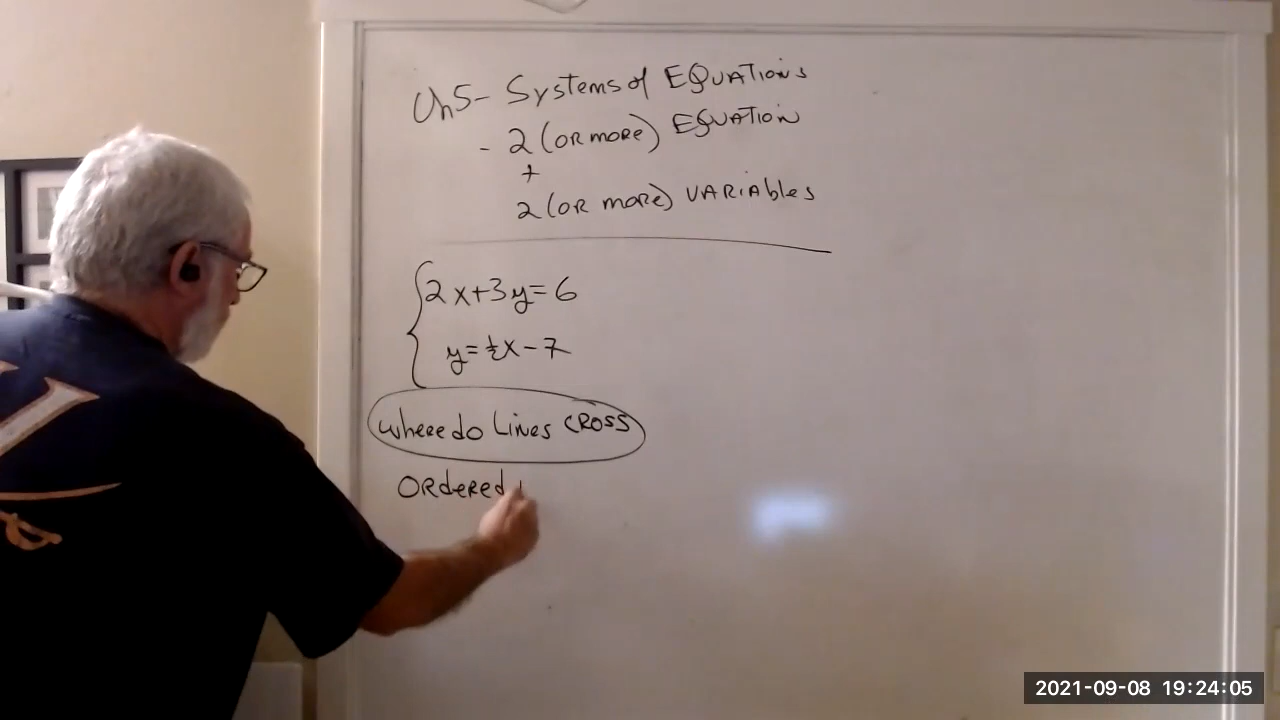 Ch5- Systems of EQUATions
- 2 (OR more) EQUATION
+
2 (OR more) VARiAbles
2x+3y=6
y=½x-7
where do Lines CROSS
ORdeRed
2021-09-08 19:24:05